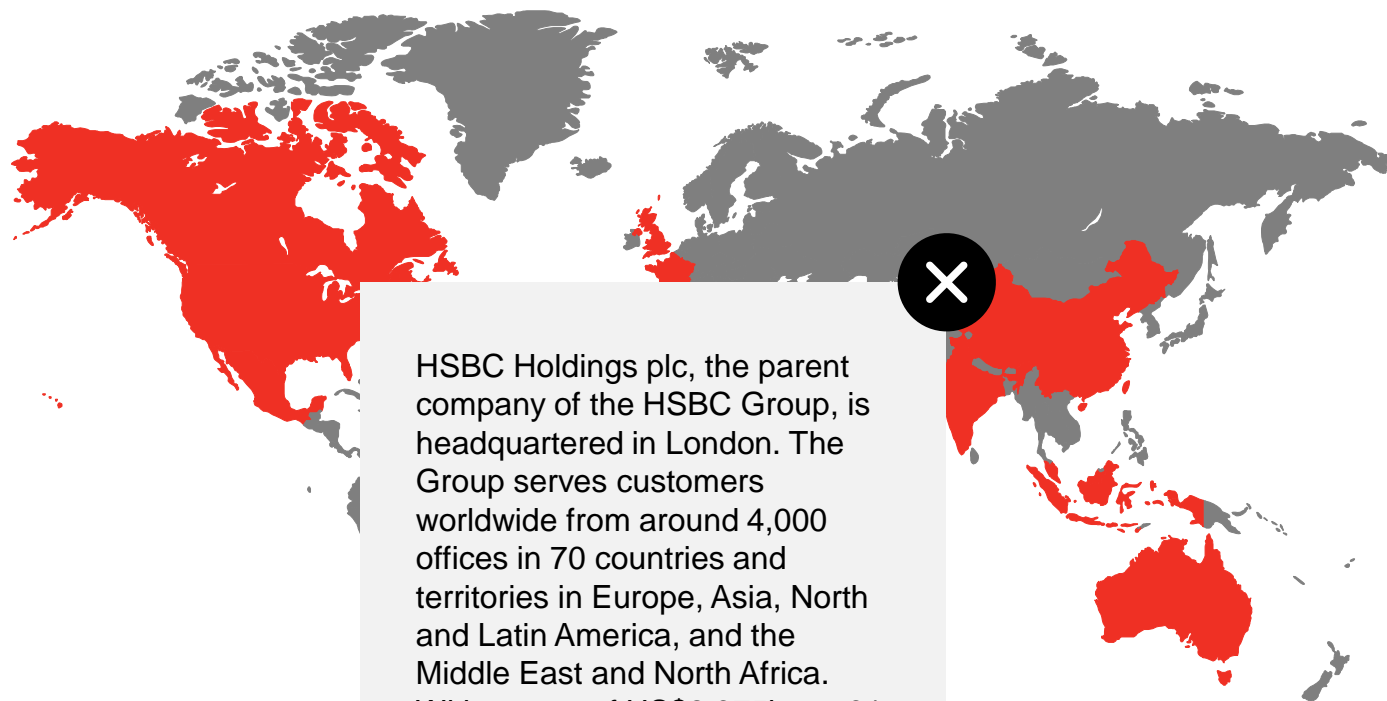 HSBC Holdings plc, the parent
company of the HSBC Group, is
headquartered in London. The
Group serves customers
worldwide from around 4,000
offices in 70 countries and
territories in Europe, Asia, North
and Latin America, and the
Middle East and North Africa.